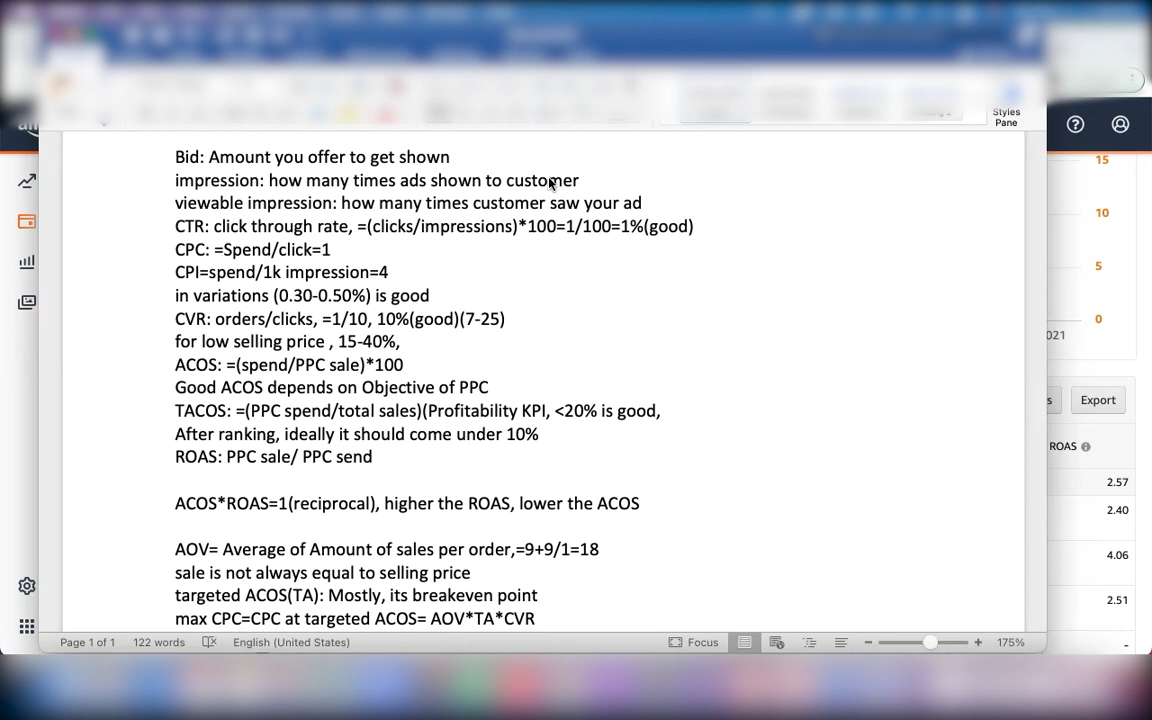 Styles
Pane
Bid: Amount you offer to get shown
impression: how many times ads shown to customer
viewable impression: how many times customer saw your ad
CTR: click through rate, =(clicks/impressions)*100=1/100=1%(good)
CPC: =Spend/click=1
CPI=spend/1k impression=4
in variations (0.30-0.50%) is good
CVR: orders/clicks, =1/10, 10%(good)(7-25)
for low selling price , 15-40%,
ACOS: =(spend/PPC sale)*100
Good ACOS depends on Objective of PPC
TACOS: =(PPC spend/total sales)(Profitability KPI, <20% is good,
After ranking, ideally it should come under 10%
ROAS: PPC sale/ PPC send
ACOS*ROAS=1(reciprocal), higher the ROAS, lower the ACOS
AOV= Average of Amount of sales per order,=9+9/1=18
sale is not always equal to selling price
targeted ACOS(TA): Mostly, its breakeven point
max CPC=CPC at targeted ACOS= AOV*TA*CVR
Page 1 of 1 122 words English (United States) Focus 175%
15
10
5
0
021
s Export
ROAS
2.57
2.40
4.06
2.51
-